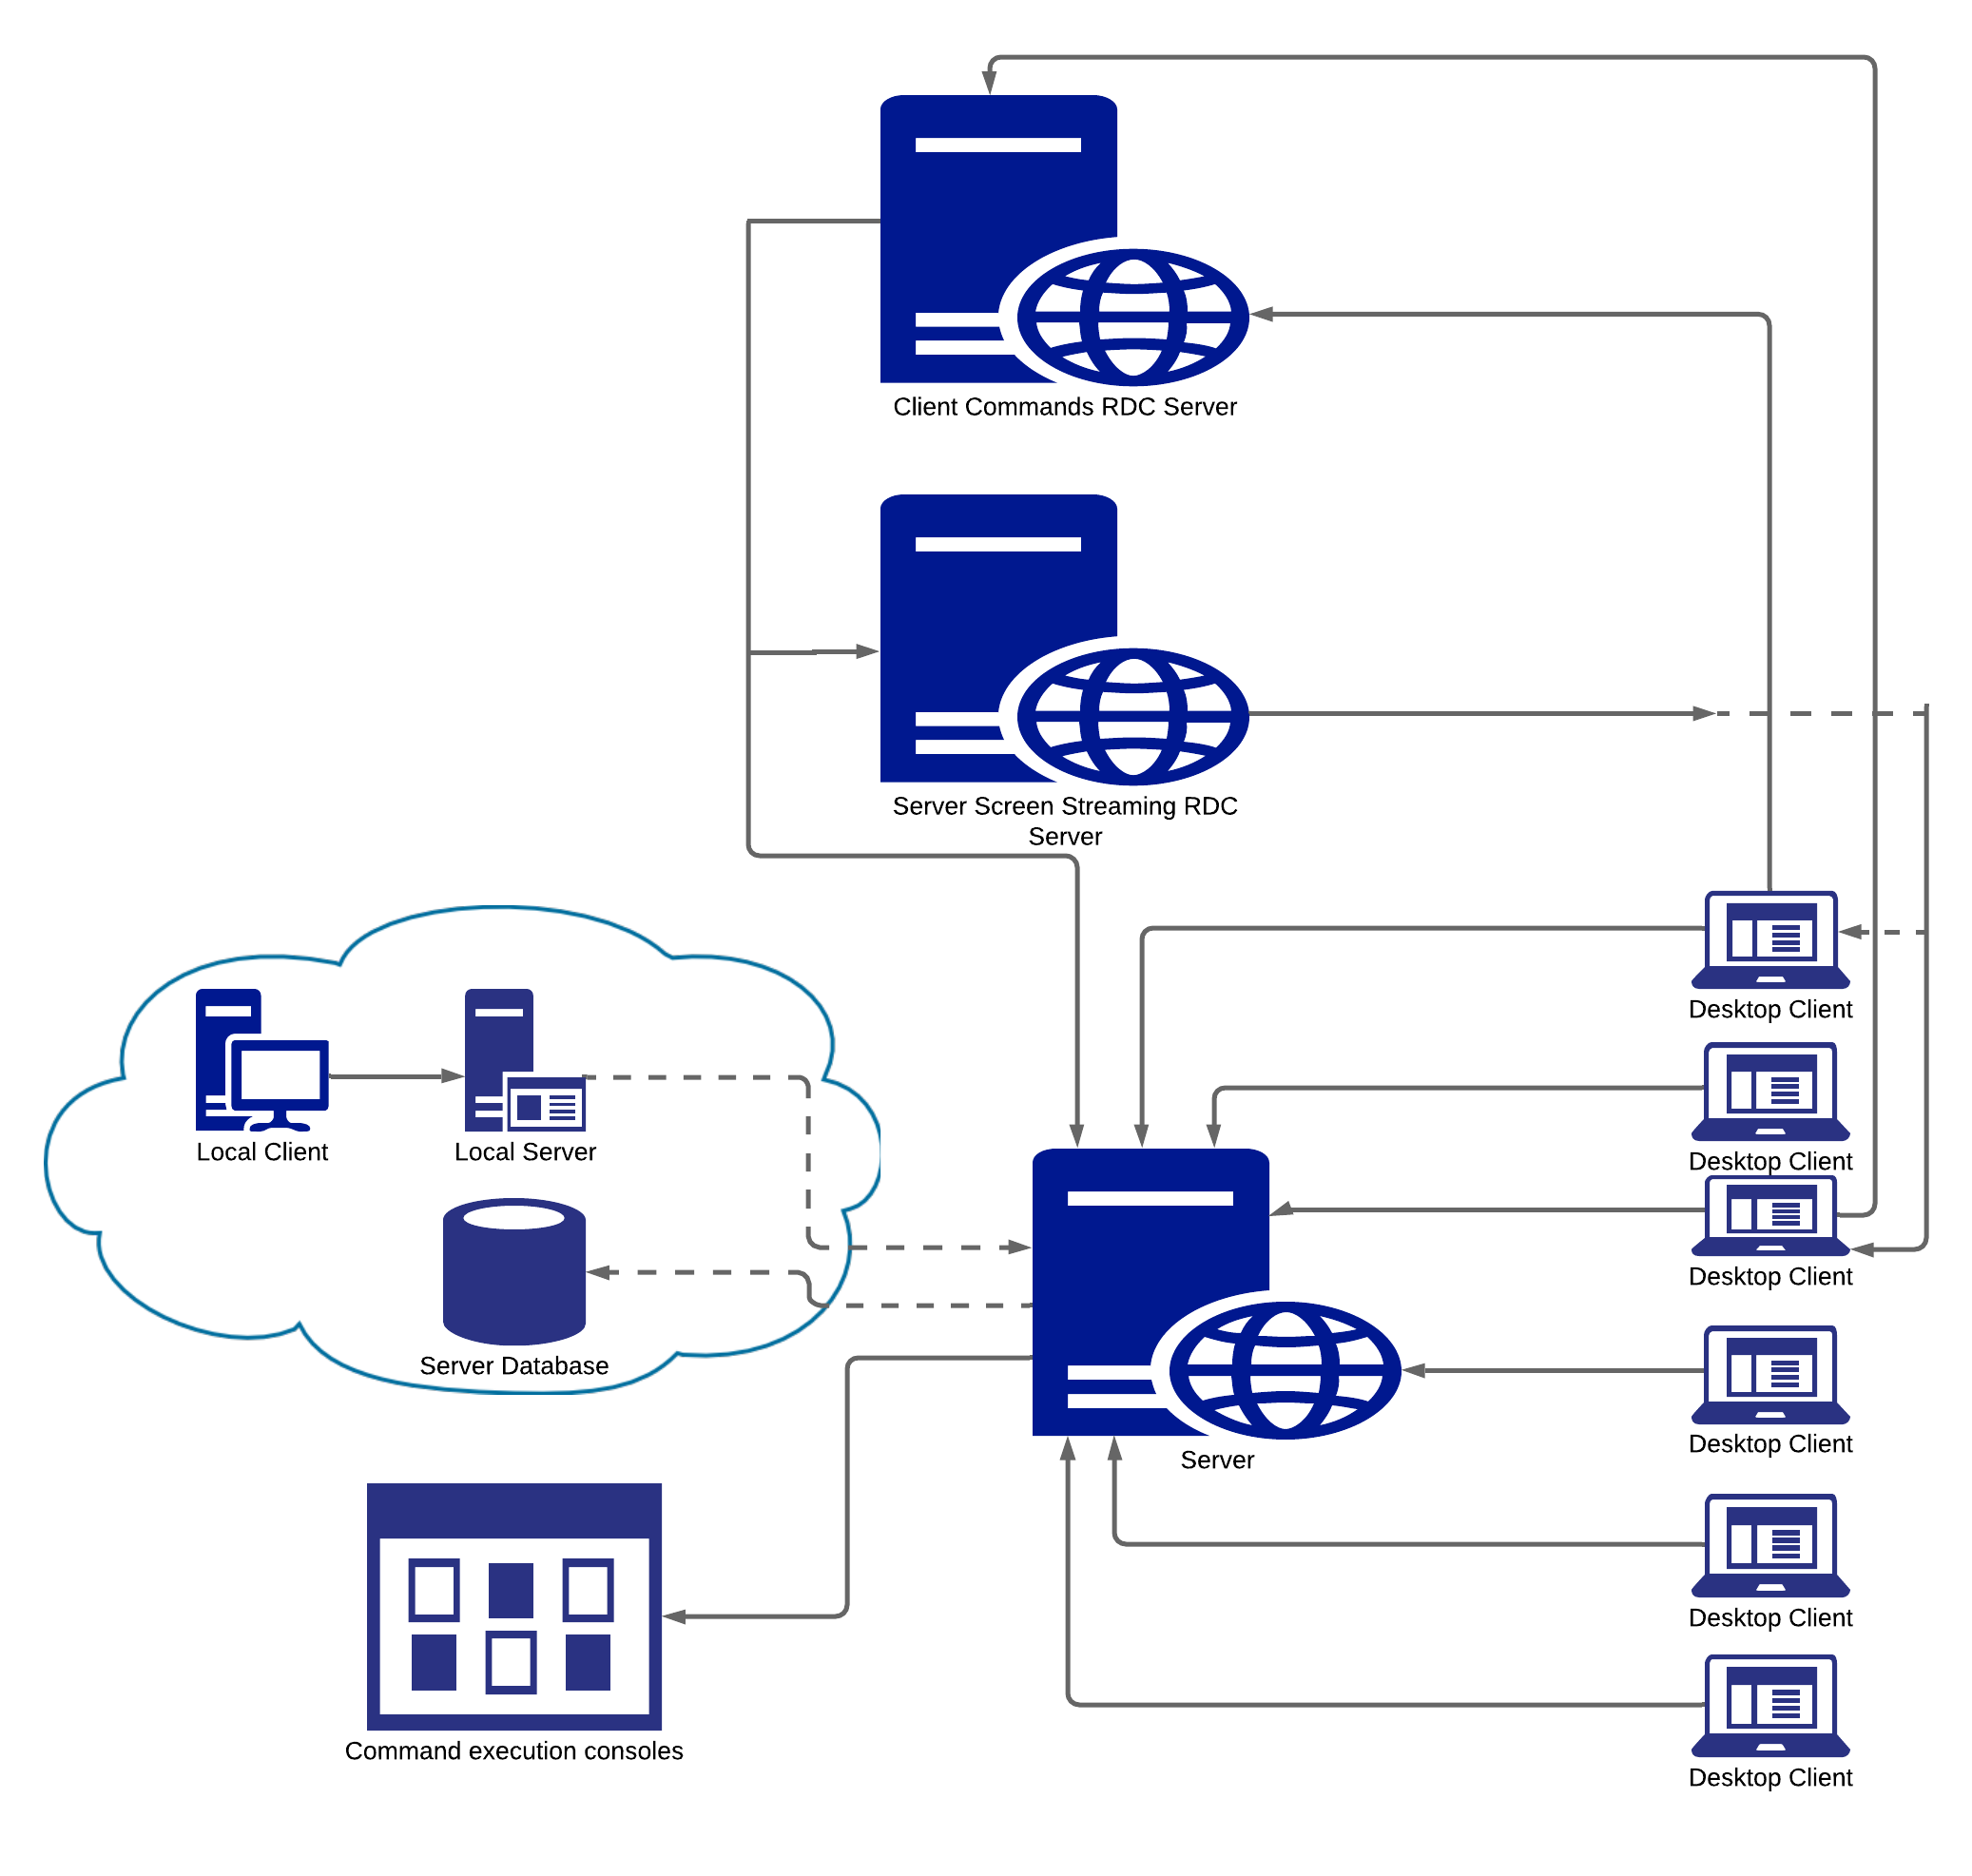 Client Commands RDC Server
Server Screen Streaming RDC
Server
Desktop Client
Local Client
Local Server
Desktop Client
Desktop Client
Server Database
Desktop Client
Server
Desktop Client
Command execution consoles
Desktop Client